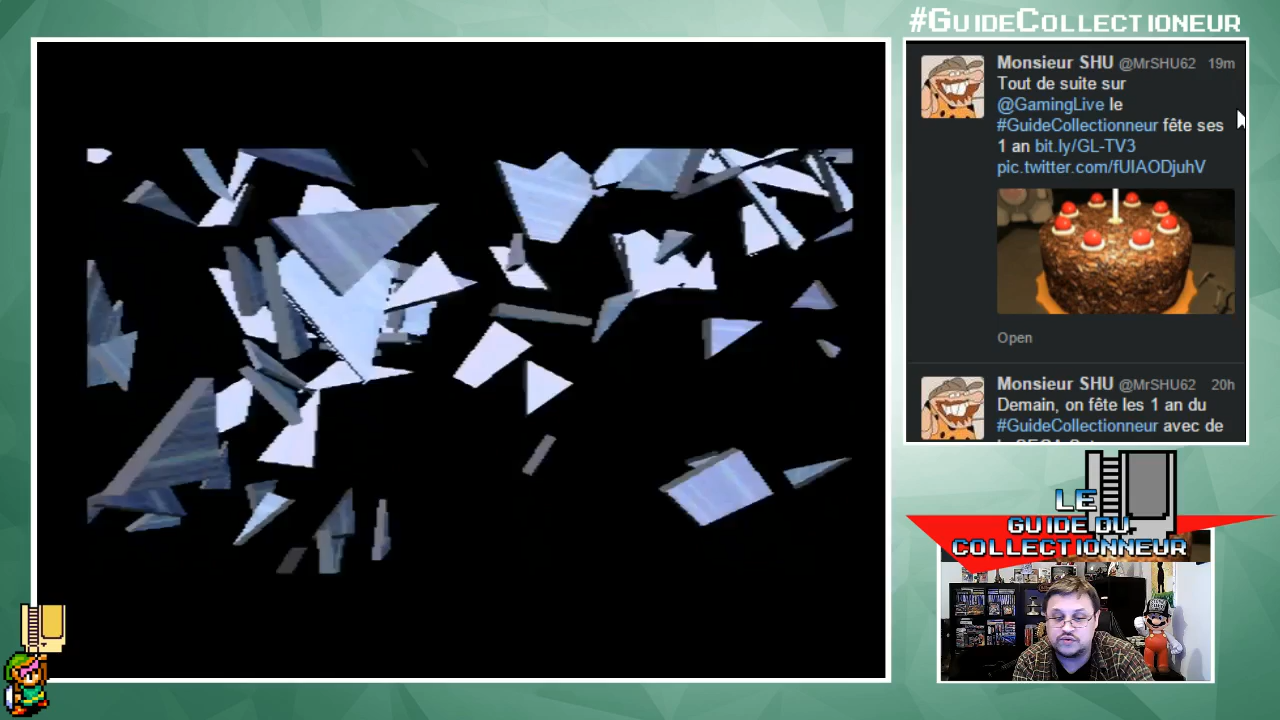 #GUIDECOLLECTIONEUR
Monsieur SHU @MrSHU62 19m
Tout de suite sur
@GamingLive le
#GuideCollectionneur fête ses
1 an bit.ly/GL-TV3
pic.twitter.com/fUIAODjuhV
Open
Monsieur SHU @MrSHU62 20h
Demain, on fête les 1 an du
#GuideCollectionneur avec de
LE
GUIDE DU
COLLECTIONNEUR